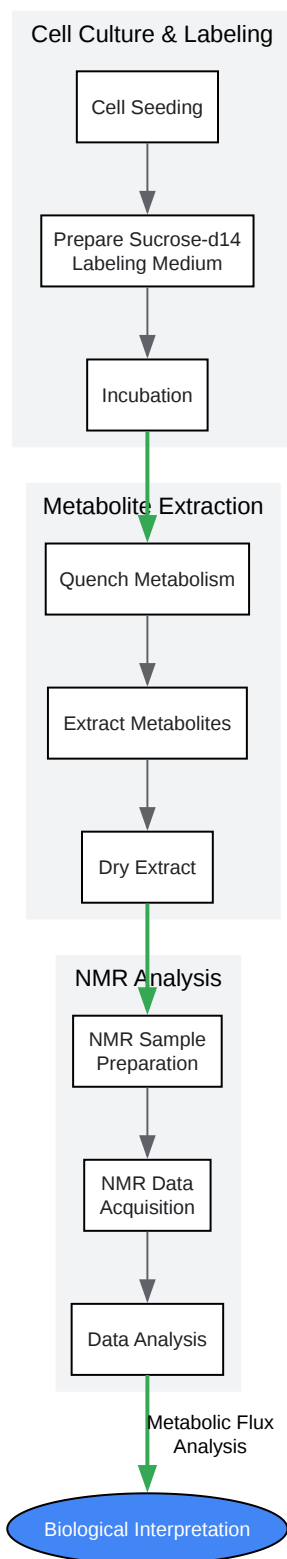 Cell Culture & Labeling
Cell Seeding
Prepare Sucrose-d14
Labeling Medium
Incubation
Metabolite Extraction
Quench Metabolism
Extract Metabolites
Dry Extract
NMR Analysis
NMR Sample
Preparation
NMR Data
Acquisition
Data Analysis
Metabolic Flux
Analysis
Biological Interpretation